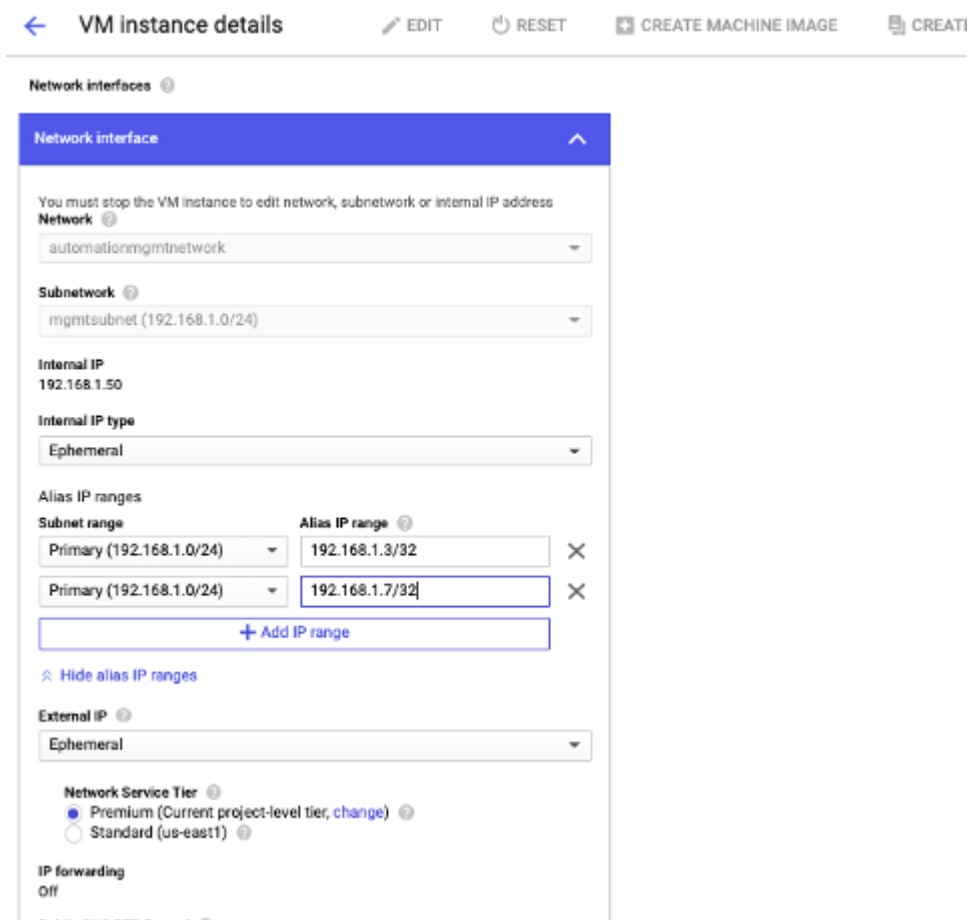 VM instance details EDIT RESET CREATE MACHINE IMAGE CREATE
Network interfaces
Network interface
You must stop the VM instance to edit network, subnetwork or internal IP address
Network
automationmgmtnetwork
Subnetwork
mgmtsubnet (192.168.1.0/24)
Internal IP
192.168.1.50
Internal IP type
Ephemeral
Alias IP ranges
Subnet range Alias IP range
Primary (192.168.1.0/24) 192.168.1.3/32
Primary (192.168.1.0/24) 192.168.1.7/32
Add IP range
Hide alias IP ranges
External IP
Ephemeral
Network Service Tier
Premium (Current project-level tier, change)
Standard (us-east1)
IP forwarding
Off